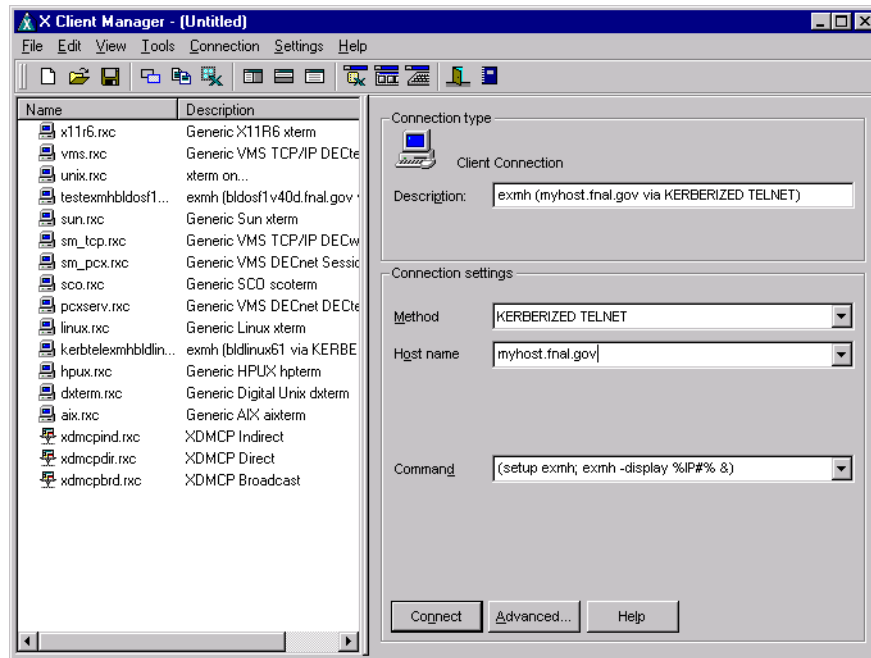 X Client Manager - (Untitled)
File Edit View Tools Connection Settings Help
Name Description
x11r6.rxc Generic X11R6 xterm
vms.rxc Generic VMS TCP/IP DECte
unix.rxc xterm on...
testexmhbldosf1... exmh (bldosf1v40d.fnal.gov
sun.rxc Generic Sun xterm
sm_tcp.rxc Generic VMS TCP/IP DECw
sm_pcx.rxc Generic VMS DECnet Sessic
sco.rxc Generic SCO scoterm
pcxserv.rxc Generic VMS DECnet DECte
linux.rxc Generic Linux xterm
kerbtelexmhbldlin... exmh (bldlinux61 via KERBE
hpux.rxc Generic HPUX hpterm
dxterm.rxc Generic Digital Unix dxterm
aix.rxc Generic AIX aixterm
xdmcpind.rxc XDMCP Indirect
xdmcpdir.rxc XDMCP Direct
xdmcpbrd.rxc XDMCP Broadcast
Connection type
Client Connection
Description: exmh (myhost.fnal.gov via KERBERIZED TELNET)
Connection settings
Method KERBERIZED TELNET
Host name myhost.fnal.gov
Command (setup exmh; exmh -display %IP#% &)
Connect Advanced... Help